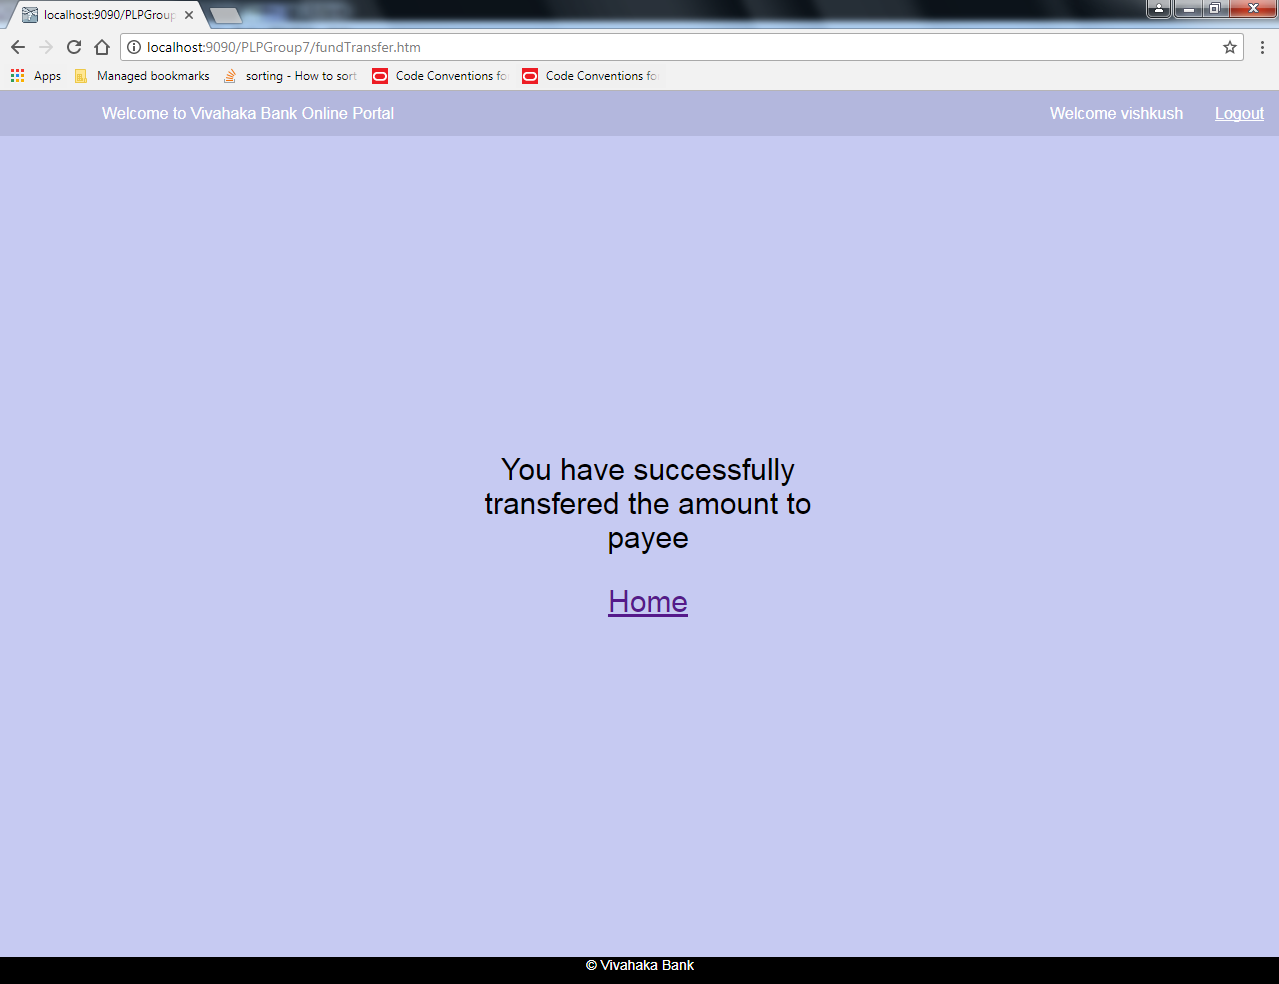 localhost:9090/PLPGroup
localhost:9090/PLPGroup7/fundTransfer.htm
Apps Managed bookmarks sorting - How to sort Code Conventions fo Code Conventions fo
Welcome to Vivahaka Bank Online Portal Welcome vishkush Logout
You have successfully
transfered the amount to
payee
Home
© Vivahaka Bank